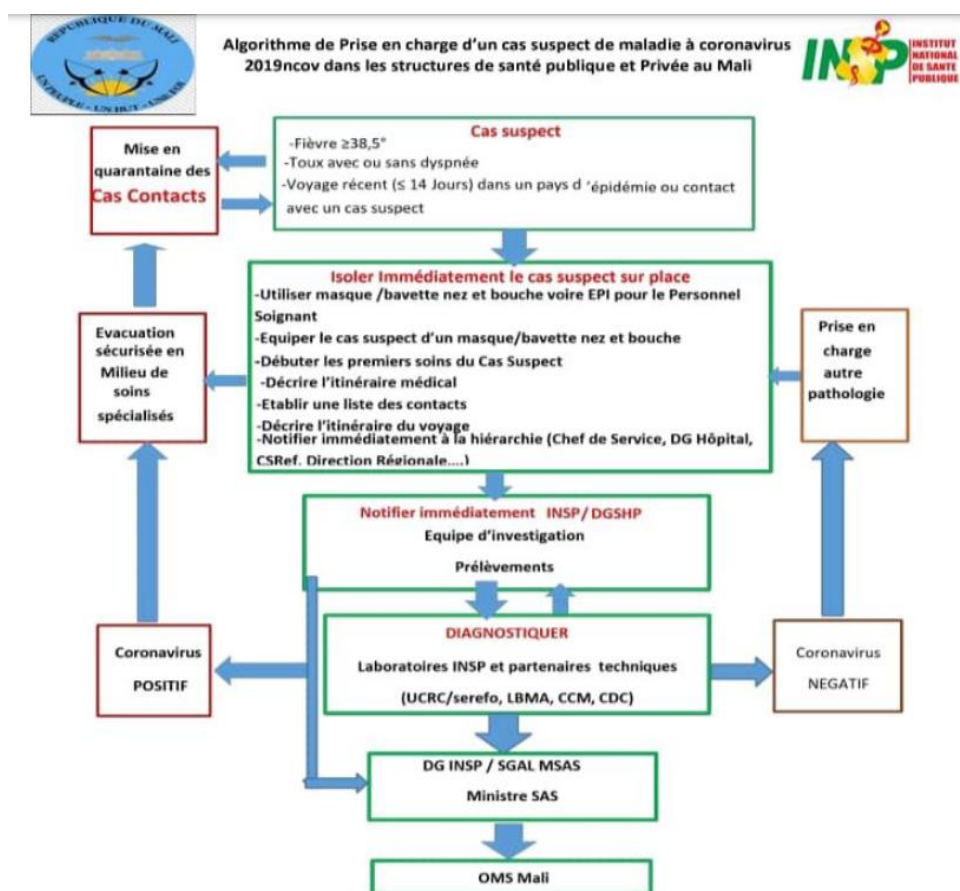 REPUBLIQUE DU MALI
UN PEUPLE - UN BUT - UNE FOI
Algorithme de Prise en charge d'un cas suspect de maladie à coronavirus
2019ncov dans les structures de santé publique et Privée au Mali
INSP
INSTITUT
NATIONAL
DE SANTE
PUBLIQUE
Mise en
quarantaine des
Cas Contacts
Cas suspect
-Fièvre ≥38,5°
-Toux avec ou sans dyspnée
-Voyage récent (≤ 14 Jours) dans un pays d 'épidémie ou contact
avec un cas suspect
Isoler Immédiatement le cas suspect sur place
-Utiliser masque /bavette nez et bouche voire EPI pour le Personnel
Soignant
-Equiper le cas suspect d'un masque/bavette nez et bouche
-Débuter les premiers soins du Cas Suspect
-Décrire l'itinéraire médical
-Etablir une liste des contacts
-Décrire l'itinéraire du voyage
-Notifier immédiatement à la hiérarchie (Chef de Service, DG Hôpital,
CSRef, Direction Régionale,...)
Evacuation
sécurisée en
Milieu de
soins
spécialisés
Prise en
charge
autre
pathologie
Notifier immédiatement INSP/DGSHP
Equipe d'investigation
Prélèvements
DIAGNOSTIQUER
Laboratoires INSP et partenaires techniques
(UCRC/serefo, LBMA, CCM, CDC)
Coronavirus
POSITIF
Coronavirus
NEGATIF
DG INSP / SGAL MSAS
Ministre SAS
OMS Mali